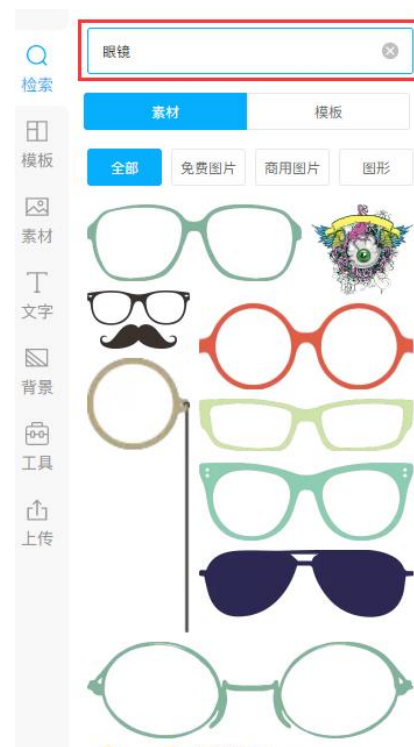 眼镜
检索
素材
模板
模板
全部
免费图片
商用图片
图形
素材
文字
背景
工具
上传